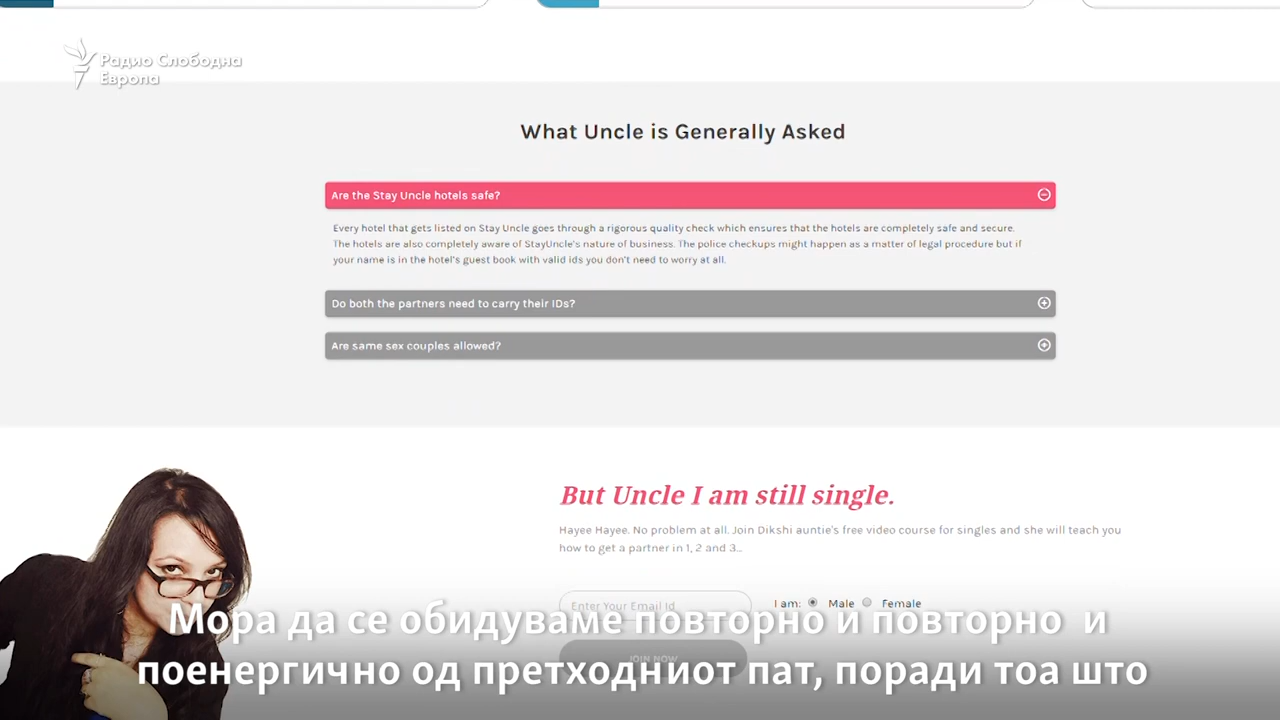 Радио Слободна
Европа
What Uncle is Generally Asked
Are the Stay Uncle hotels safe?
Every hotel that gets listed on Stay Uncle goes through a rigorous quality check which ensures that the hotels are completely safe and secure.
The hotels are also completely aware of StayUncle's nature of business. The police checkups might happen as a matter of legal procedure but if
your name is in the hotel's guest book with valid ids you don't need to worry at all.
Do both the partners need to carry their IDs?
Are same sex couples allowed?
But Uncle I am still single.
Hayee Hayee. No problem at all. Join Dikshi auntie's free video course for singles and she will teach you
how to get a partner in 1, 2 and 3...
Enter Your Email Id
I am: Male Female
JOIN NOW
Мора да се обидуваме повторно и повторно и
поенергично од претходниот пат, поради тоа што